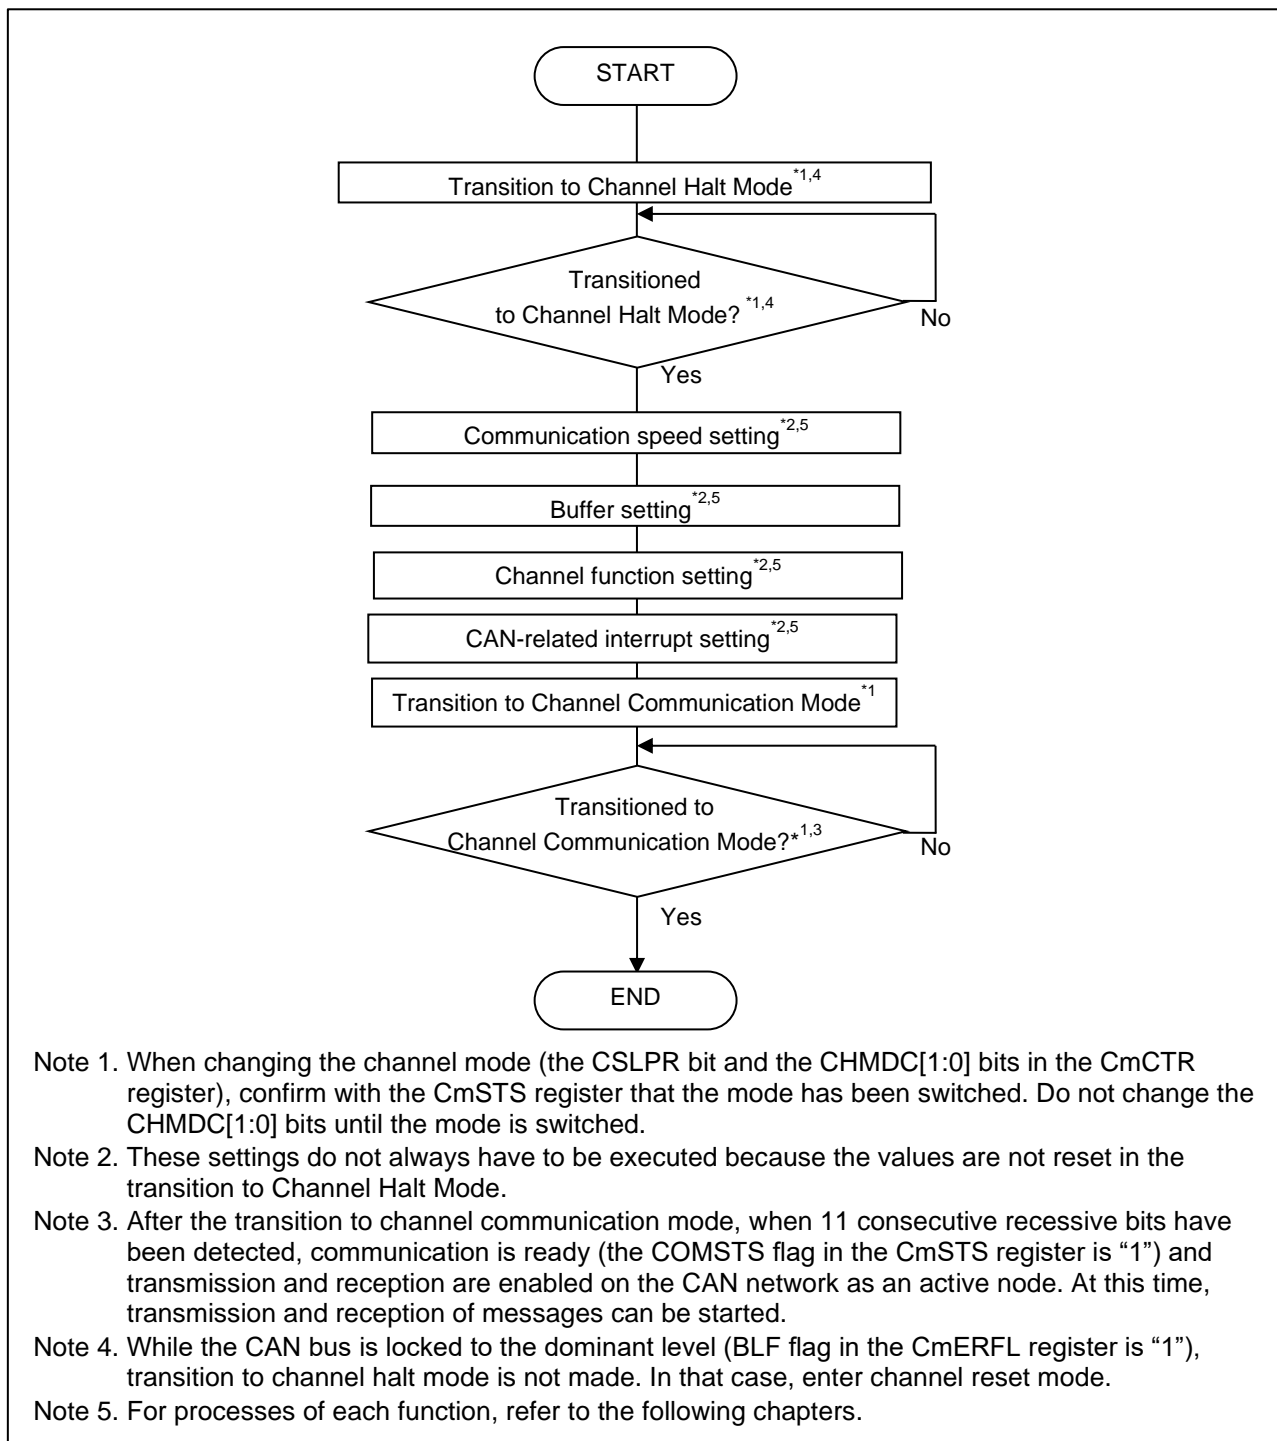 START
Transition to Channel Halt Mode*1,4
Transitioned
to Channel Halt Mode? *1,4
No
Yes
Communication speed setting*2,5
Buffer setting*2,5
Channel function setting*2,5
CAN-related interrupt setting*2,5
Transition to Channel Communication Mode*1
Transitioned to
Channel Communication Mode?*1,3
No
Yes
END
Note 1. When changing the channel mode (the CSLPR bit and the CHMDC[1:0] bits in the CmCTR
register), confirm with the CmSTS register that the mode has been switched. Do not change the
CHMDC[1:0] bits until the mode is switched.
Note 2. These settings do not always have to be executed because the values are not reset in the
transition to Channel Halt Mode.
Note 3. After the transition to channel communication mode, when 11 consecutive recessive bits have
been detected, communication is ready (the COMSTS flag in the CmSTS register is “1”) and
transmission and reception are enabled on the CAN network as an active node. At this time,
transmission and reception of messages can be started.
Note 4. While the CAN bus is locked to the dominant level (BLF flag in the CmERFL register is “1”),
transition to channel halt mode is not made. In that case, enter channel reset mode.
Note 5. For processes of each function, refer to the following chapters.